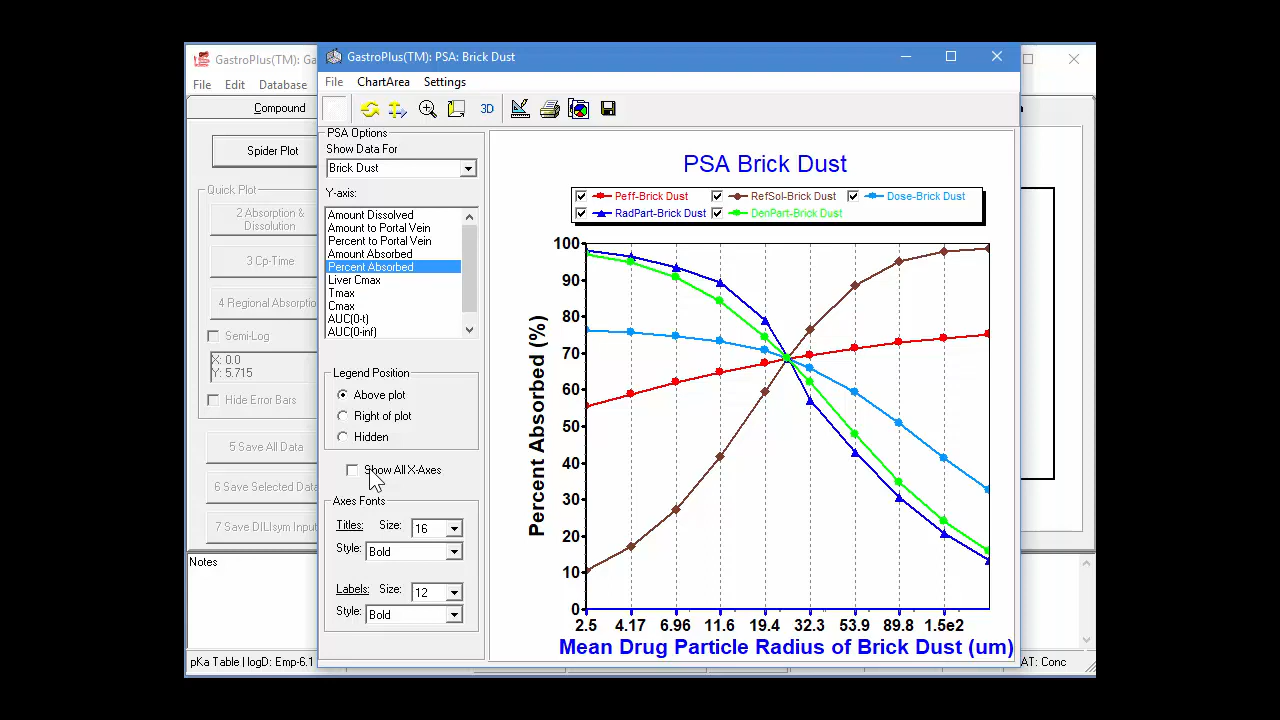 GastroPlus(TM): Ga
GastroPlus(TM): PSA: Brick Dust
File Edit Database
File ChartArea Settings
Compound
3D
Spider Plot
Quick Plot
2 Absorption &
Dissolution
3 Cp-Time
4 Regional Absorptio
Semi-Log
X: 0.0
Y: 5.715
Hide Error Bars
5 Save All Data
6 Save Selected Data
7 Save DILIsym Input
Notes
pKa Table | logD: Emp-6.1
AT: Conc
PSA Options
Show Data For
Brick Dust
Y-axis:
Amount Dissolved
Amount to Portal Vein
Percent to Portal Vein
Amount Absorbed
Percent Absorbed
Liver Cmax
Tmax
Cmax
AUC(0-t)
AUC(0-inf)
Legend Position
Above plot
Right of plot
Hidden
Show All X-Axes
Axes Fonts
Titles: Size: 16
Style: Bold
Labels: Size: 12
Style: Bold
PSA Brick Dust
Peff-Brick Dust RefSol-Brick Dust Dose-Brick Dust
RadPart-Brick Dust DenPart-Brick Dust
Percent Absorbed (%)
100
90
80
70
60
50
40
30
20
10
0
2.5 4.17 6.96 11.6 19.4 32.3 53.9 89.8 1.5e2
Mean Drug Particle Radius of Brick Dust (um)